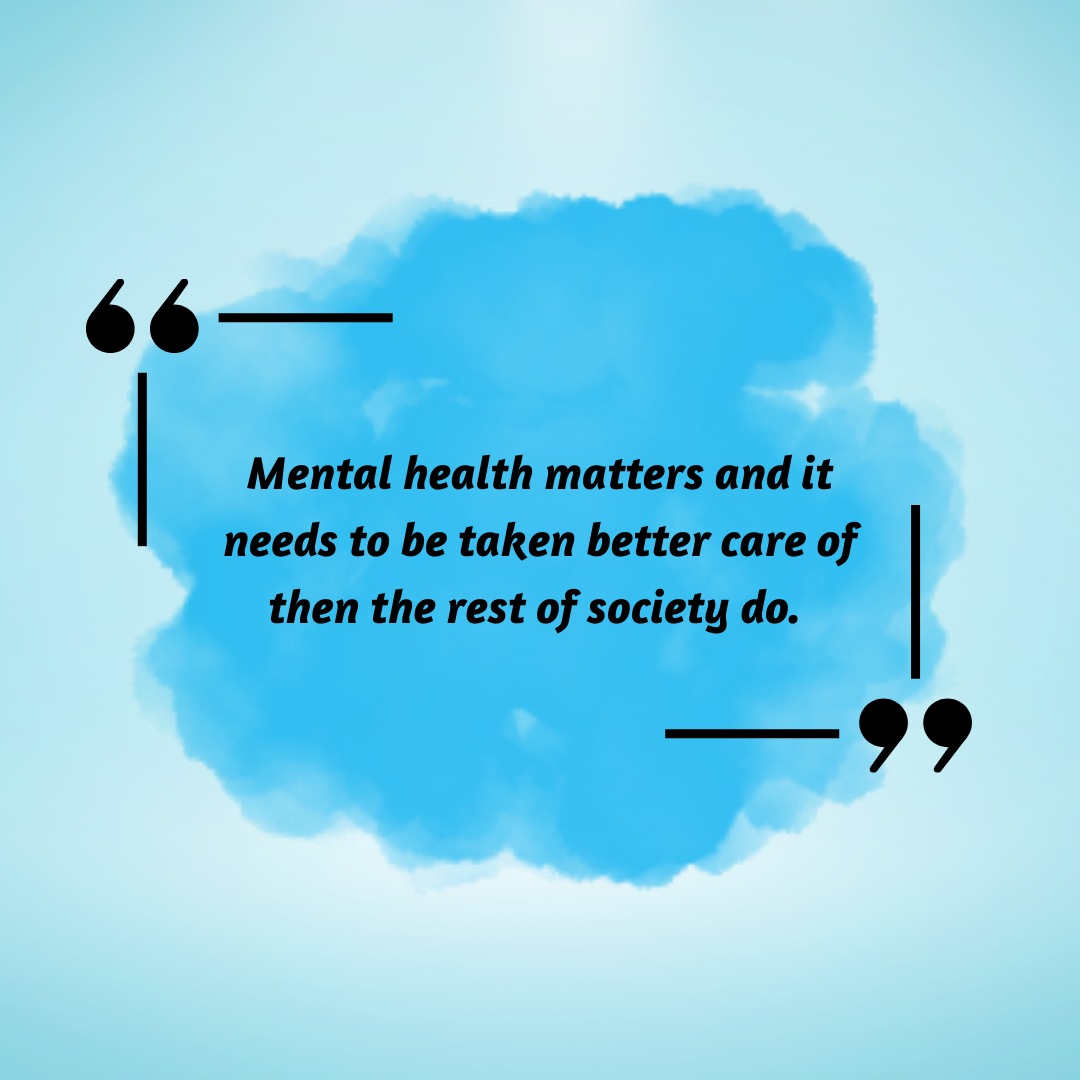 Mental health matters and it
needs to be taken better care of
then the rest of society do.